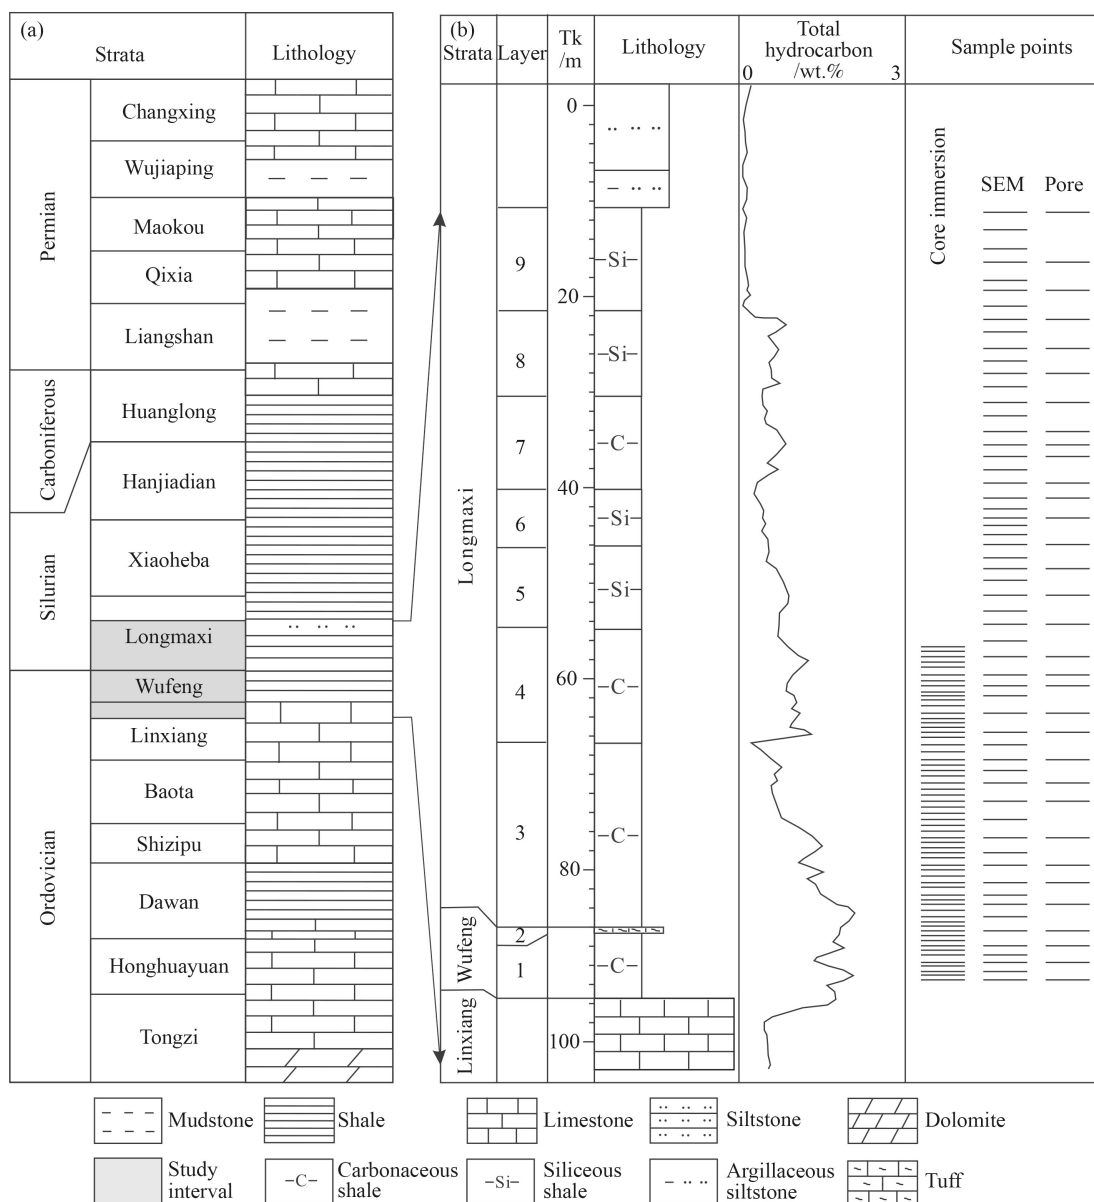 (a)
Strata
Lithology
Permian
Changxing
Wujiaping
Maokou
Qixia
Liangshan
Carboniferous
Huanglong
Silurian
Hanjiadian
Xiaoheba
Longmaxi
Ordovician
Wufeng
Linxiang
Baota
Shizipu
Dawan
Honghuayuan
Tongzi
(b)
Strata
Layer
Tk
/m
Lithology
Total
hydrocarbon
/wt.%
0
3
Sample points
Core immersion
SEM
Pore
Longmaxi
Wufeng
Linxiang
9
8
7
6
5
4
3
2
1
0
20
40
60
80
100
Si
Si
C
Si
Si
C
C
C
Mudstone
Shale
Limestone
Siltstone
Dolomite
Study
interval
C
Carbonaceous
shale
Si
Siliceous
shale
Argillaceous
siltstone
Tuff